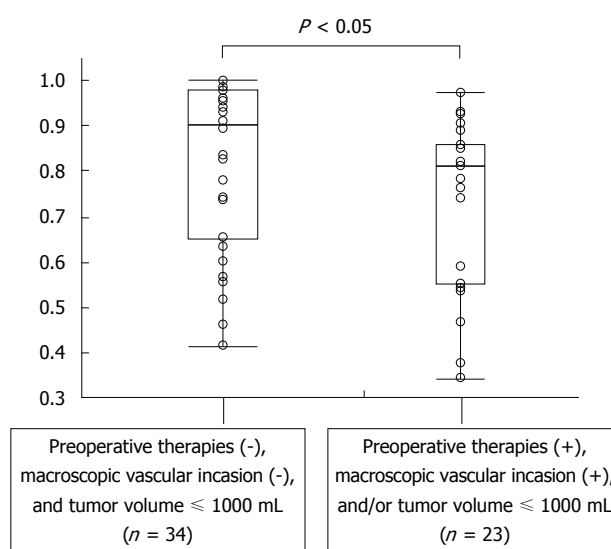 P < 0.05
1.0
0.9
0.8
0.7
0.6
0.5
0.4
0.3
Preoperative therapies (-),
macroscopic vascular incasion (-),
and tumor volume ⩽ 1000 mL
(n = 34)
Preoperative therapies (+),
macroscopic vascular incasion (+),
and/or tumor volume ⩽ 1000 mL
(n = 23)